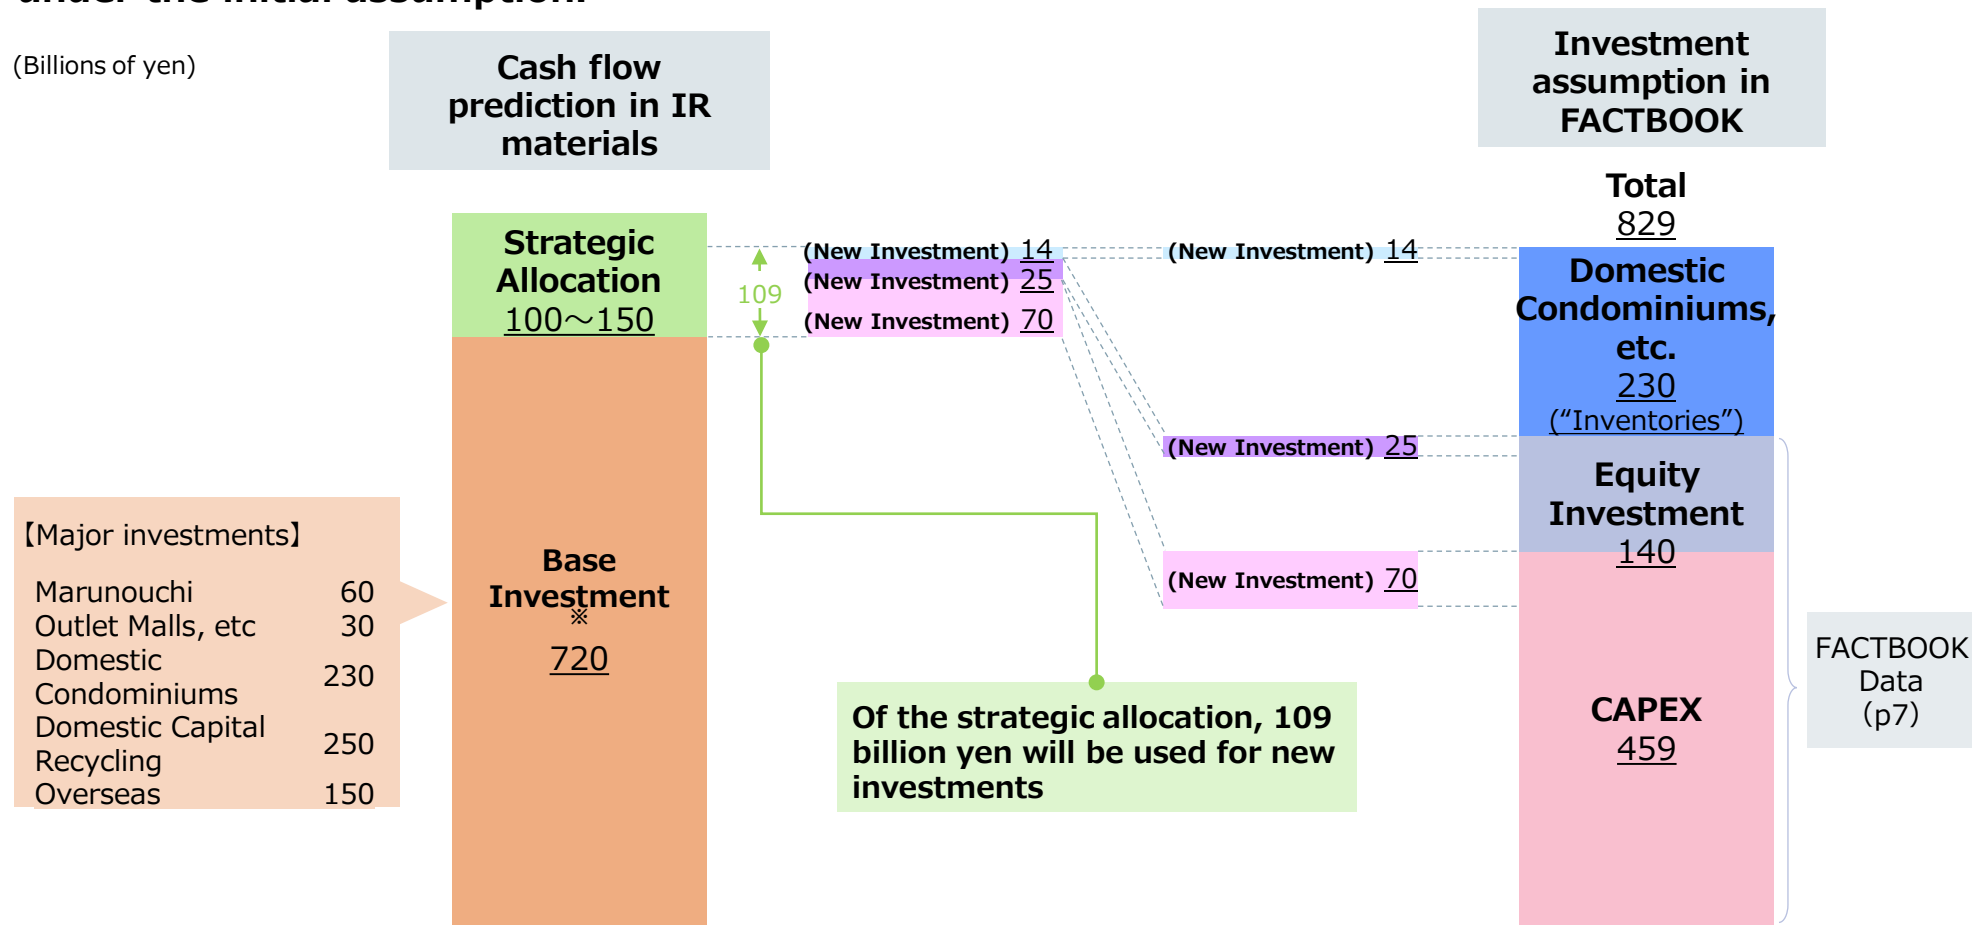 under the initial assumption.
(Billions of yen)
Cash flow
prediction in IR
materials
Investment
assumption in
FACTBOOK
Total
829
Strategic
Allocation
100～150
109
(New Investment) 14
(New Investment) 25
(New Investment) 70
(New Investment) 14
(New Investment) 25
(New Investment) 70
Domestic
Condominiums,
etc.
230
(“Inventories”)
Equity
Investment
140
CAPEX
459
Base
Investment
※
720
【Major investments】
Marunouchi 60
Outlet Malls, etc 30
Domestic
Condominiums 230
Domestic Capital
Recycling 250
Overseas 150
Of the strategic allocation, 109
billion yen will be used for new
investments
FACTBOOK
Data
(p7)